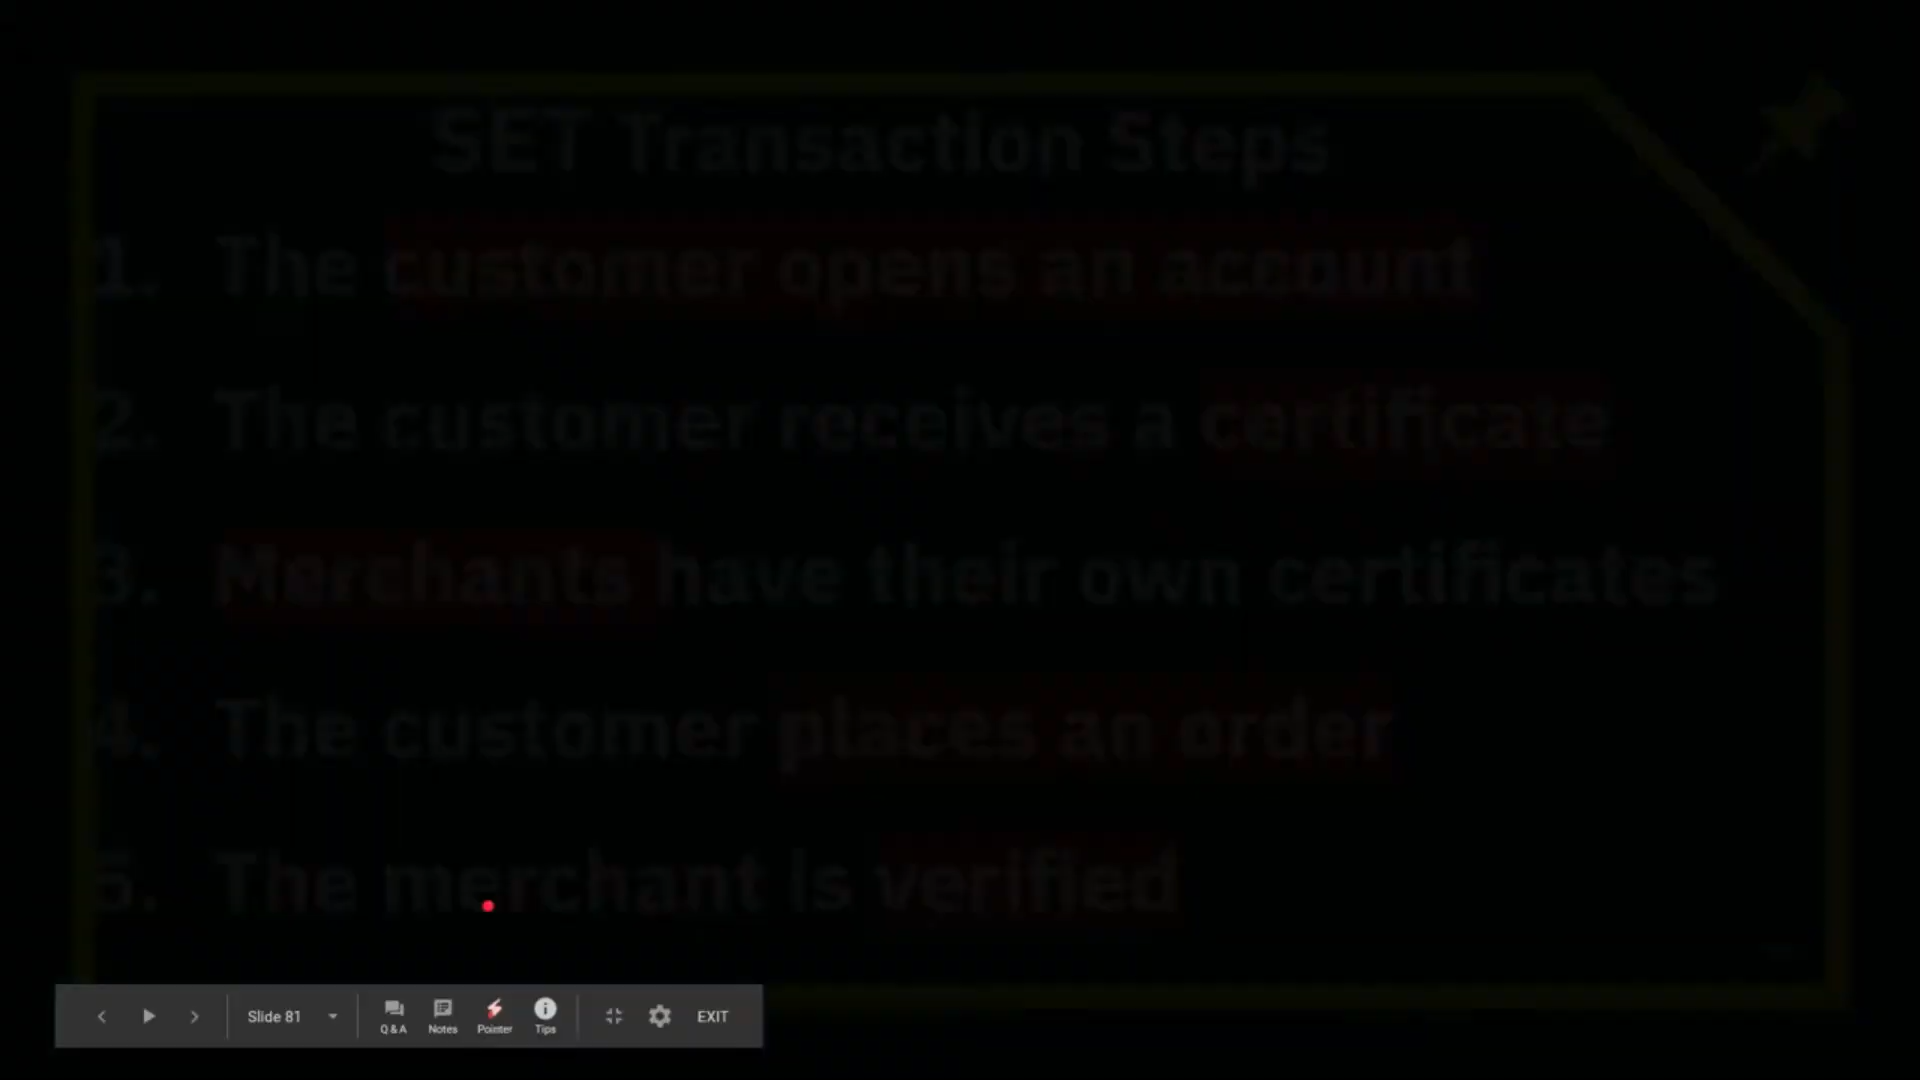 SET Transaction Steps
1. The customer opens an account
2. The customer receives a certificate
3. Merchants have their own certificates
4. The customer places an order
5. The merchant is verified
Slide 81
Q & A
Notes
Pointer
Tips
EXIT